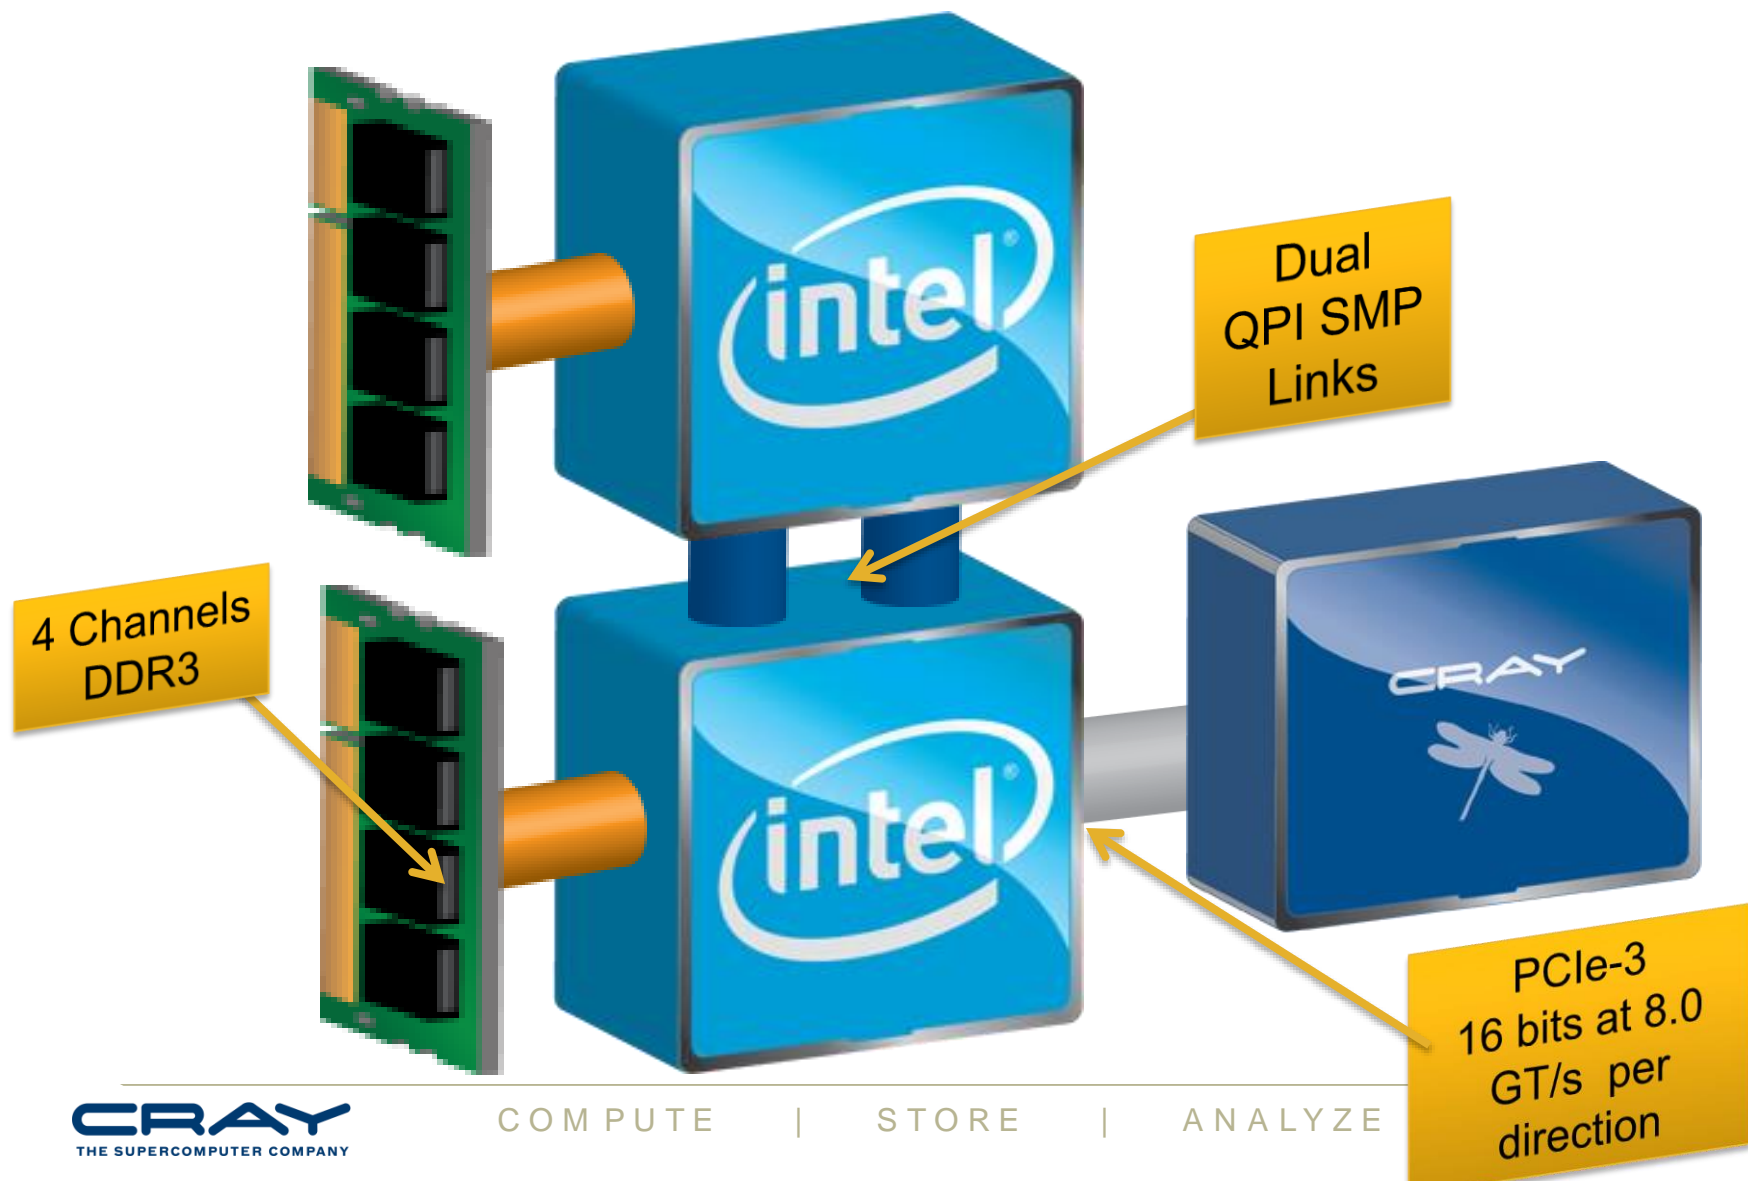 intel®
Dual
QPI SMP
Links
4 Channels
DDR3
CRAY
intel®
PCIe-3
16 bits at 8.0
GT/s per
direction
CRAY
THE SUPERCOMPUTER COMPANY
COMPUTE | STORE | ANALYZE